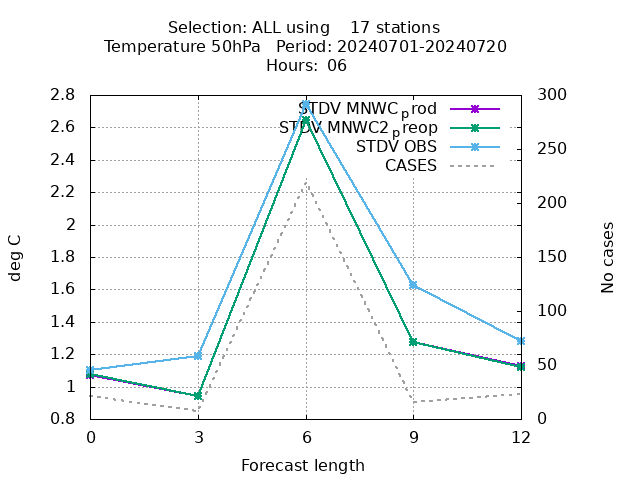 Selection: ALL using 17 stations
Temperature 50hPa Period: 20240701-20240720
Hours: 06
2.8
2.6
2.4
2.2
2
1.8
1.6
1.4
1.2
1
0.8
300
250
200
150
100
50
0
STDV MNWC_prod
STDV MNWC2_preop
STDV OBS
CASES
deg C
No cases
0 3 6 9 12
Forecast length